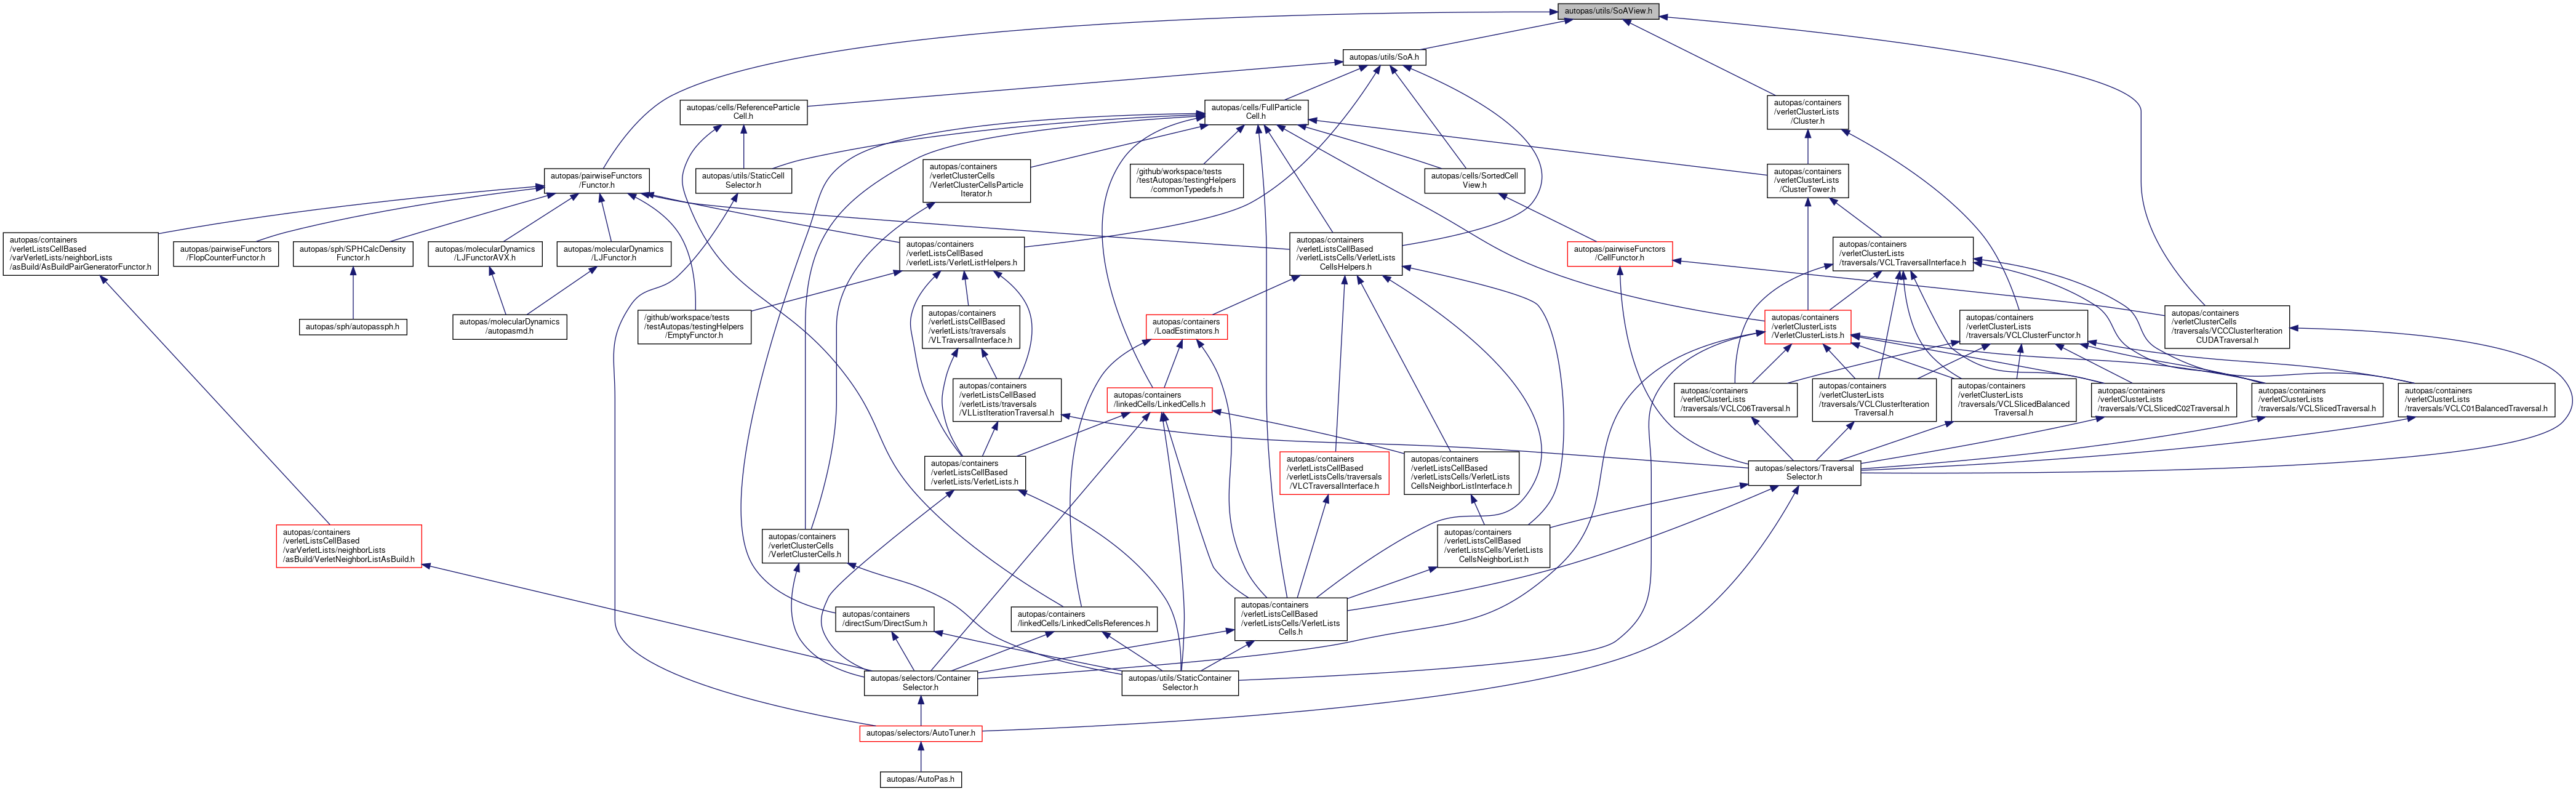 autopas/utils/SoAView.h
autopas/utils/SoA.h
autopas/cells/ReferenceParticle
Cell.h
autopas/cells/FullParticle
Cell.h
autopas/containers
/verletClusterLists
/Cluster.h
autopas/pairwiseFunctors
/Functor.h
autopas/utils/StaticCell
Selector.h
autopas/containers
/verletClusterCells
/VerletClusterCellsParticle
Iterator.h
/github/workspace/tests
/testAutopas/testingHelpers
/commonTypedefs.h
autopas/cells/SortedCell
View.h
autopas/containers
/verletClusterLists
/ClusterTower.h
autopas/containers
/verletListsCellBased
/varVerletLists/neighborLists
/asBuild/AsBuildPairGeneratorFunctor.h
autopas/pairwiseFunctors
/FlopCounterFunctor.h
autopas/sph/SPHCalcDensity
Functor.h
autopas/molecularDynamics
/LJFunctorAVX.h
autopas/molecularDynamics
/LJFunctor.h
autopas/containers
/verletListsCellBased
/verletLists/VerletListHelpers.h
autopas/containers
/verletListsCellBased
/verletListsCells/VerletLists
CellsHelpers.h
autopas/pairwiseFunctors
/CellFunctor.h
autopas/containers
/verletClusterLists
/traversals/VCLTraversalInterface.h
autopas/sph/autopassph.h
autopas/molecularDynamics
/autopasmd.h
/github/workspace/tests
/testAutopas/testingHelpers
/EmptyFunctor.h
autopas/containers
/verletListsCellBased
/verletLists/traversals
/VLTraversalInterface.h
autopas/containers
/LoadEstimators.h
autopas/containers
/verletClusterLists
/VerletClusterLists.h
autopas/containers
/verletClusterLists
/traversals/VCLClusterFunctor.h
autopas/containers
/verletClusterCells
/traversals/VCCClusterIteration
CUDATraversal.h
autopas/containers
/verletListsCellBased
/verletLists/traversals
/VLListIterationTraversal.h
autopas/containers
/linkedCells/LinkedCells.h
autopas/containers
/verletClusterLists
/traversals/VCLC06Traversal.h
autopas/containers
/verletClusterLists
/traversals/VCLClusterIteration
Traversal.h
autopas/containers
/verletClusterLists
/traversals/VCLSlicedBalanced
Traversal.h
autopas/containers
/verletClusterLists
/traversals/VCLSlicedC02Traversal.h
autopas/containers
/verletClusterLists
/traversals/VCLSlicedTraversal.h
autopas/containers
/verletClusterLists
/traversals/VCLC01BalancedTraversal.h
autopas/containers
/verletListsCellBased
/verletLists/VerletLists.h
autopas/containers
/verletListsCellBased
/verletListsCells/traversals
/VLCTraversalInterface.h
autopas/containers
/verletListsCellBased
/verletListsCells/VerletLists
CellsNeighborListInterface.h
autopas/selectors/Traversal
Selector.h
autopas/containers
/verletListsCellBased
/varVerletLists/neighborLists
/asBuild/VerletNeighborListAsBuild.h
autopas/containers
/verletClusterCells
/VerletClusterCells.h
autopas/containers
/verletListsCellBased
/verletListsCells/VerletLists
CellsNeighborList.h
autopas/containers
/directSum/DirectSum.h
autopas/containers
/linkedCells/LinkedCellsReferences.h
autopas/containers
/verletListsCellBased
/verletListsCells/VerletLists
Cells.h
autopas/selectors/Container
Selector.h
autopas/utils/StaticContainer
Selector.h
autopas/selectors/AutoTuner.h
autopas/AutoPas.h